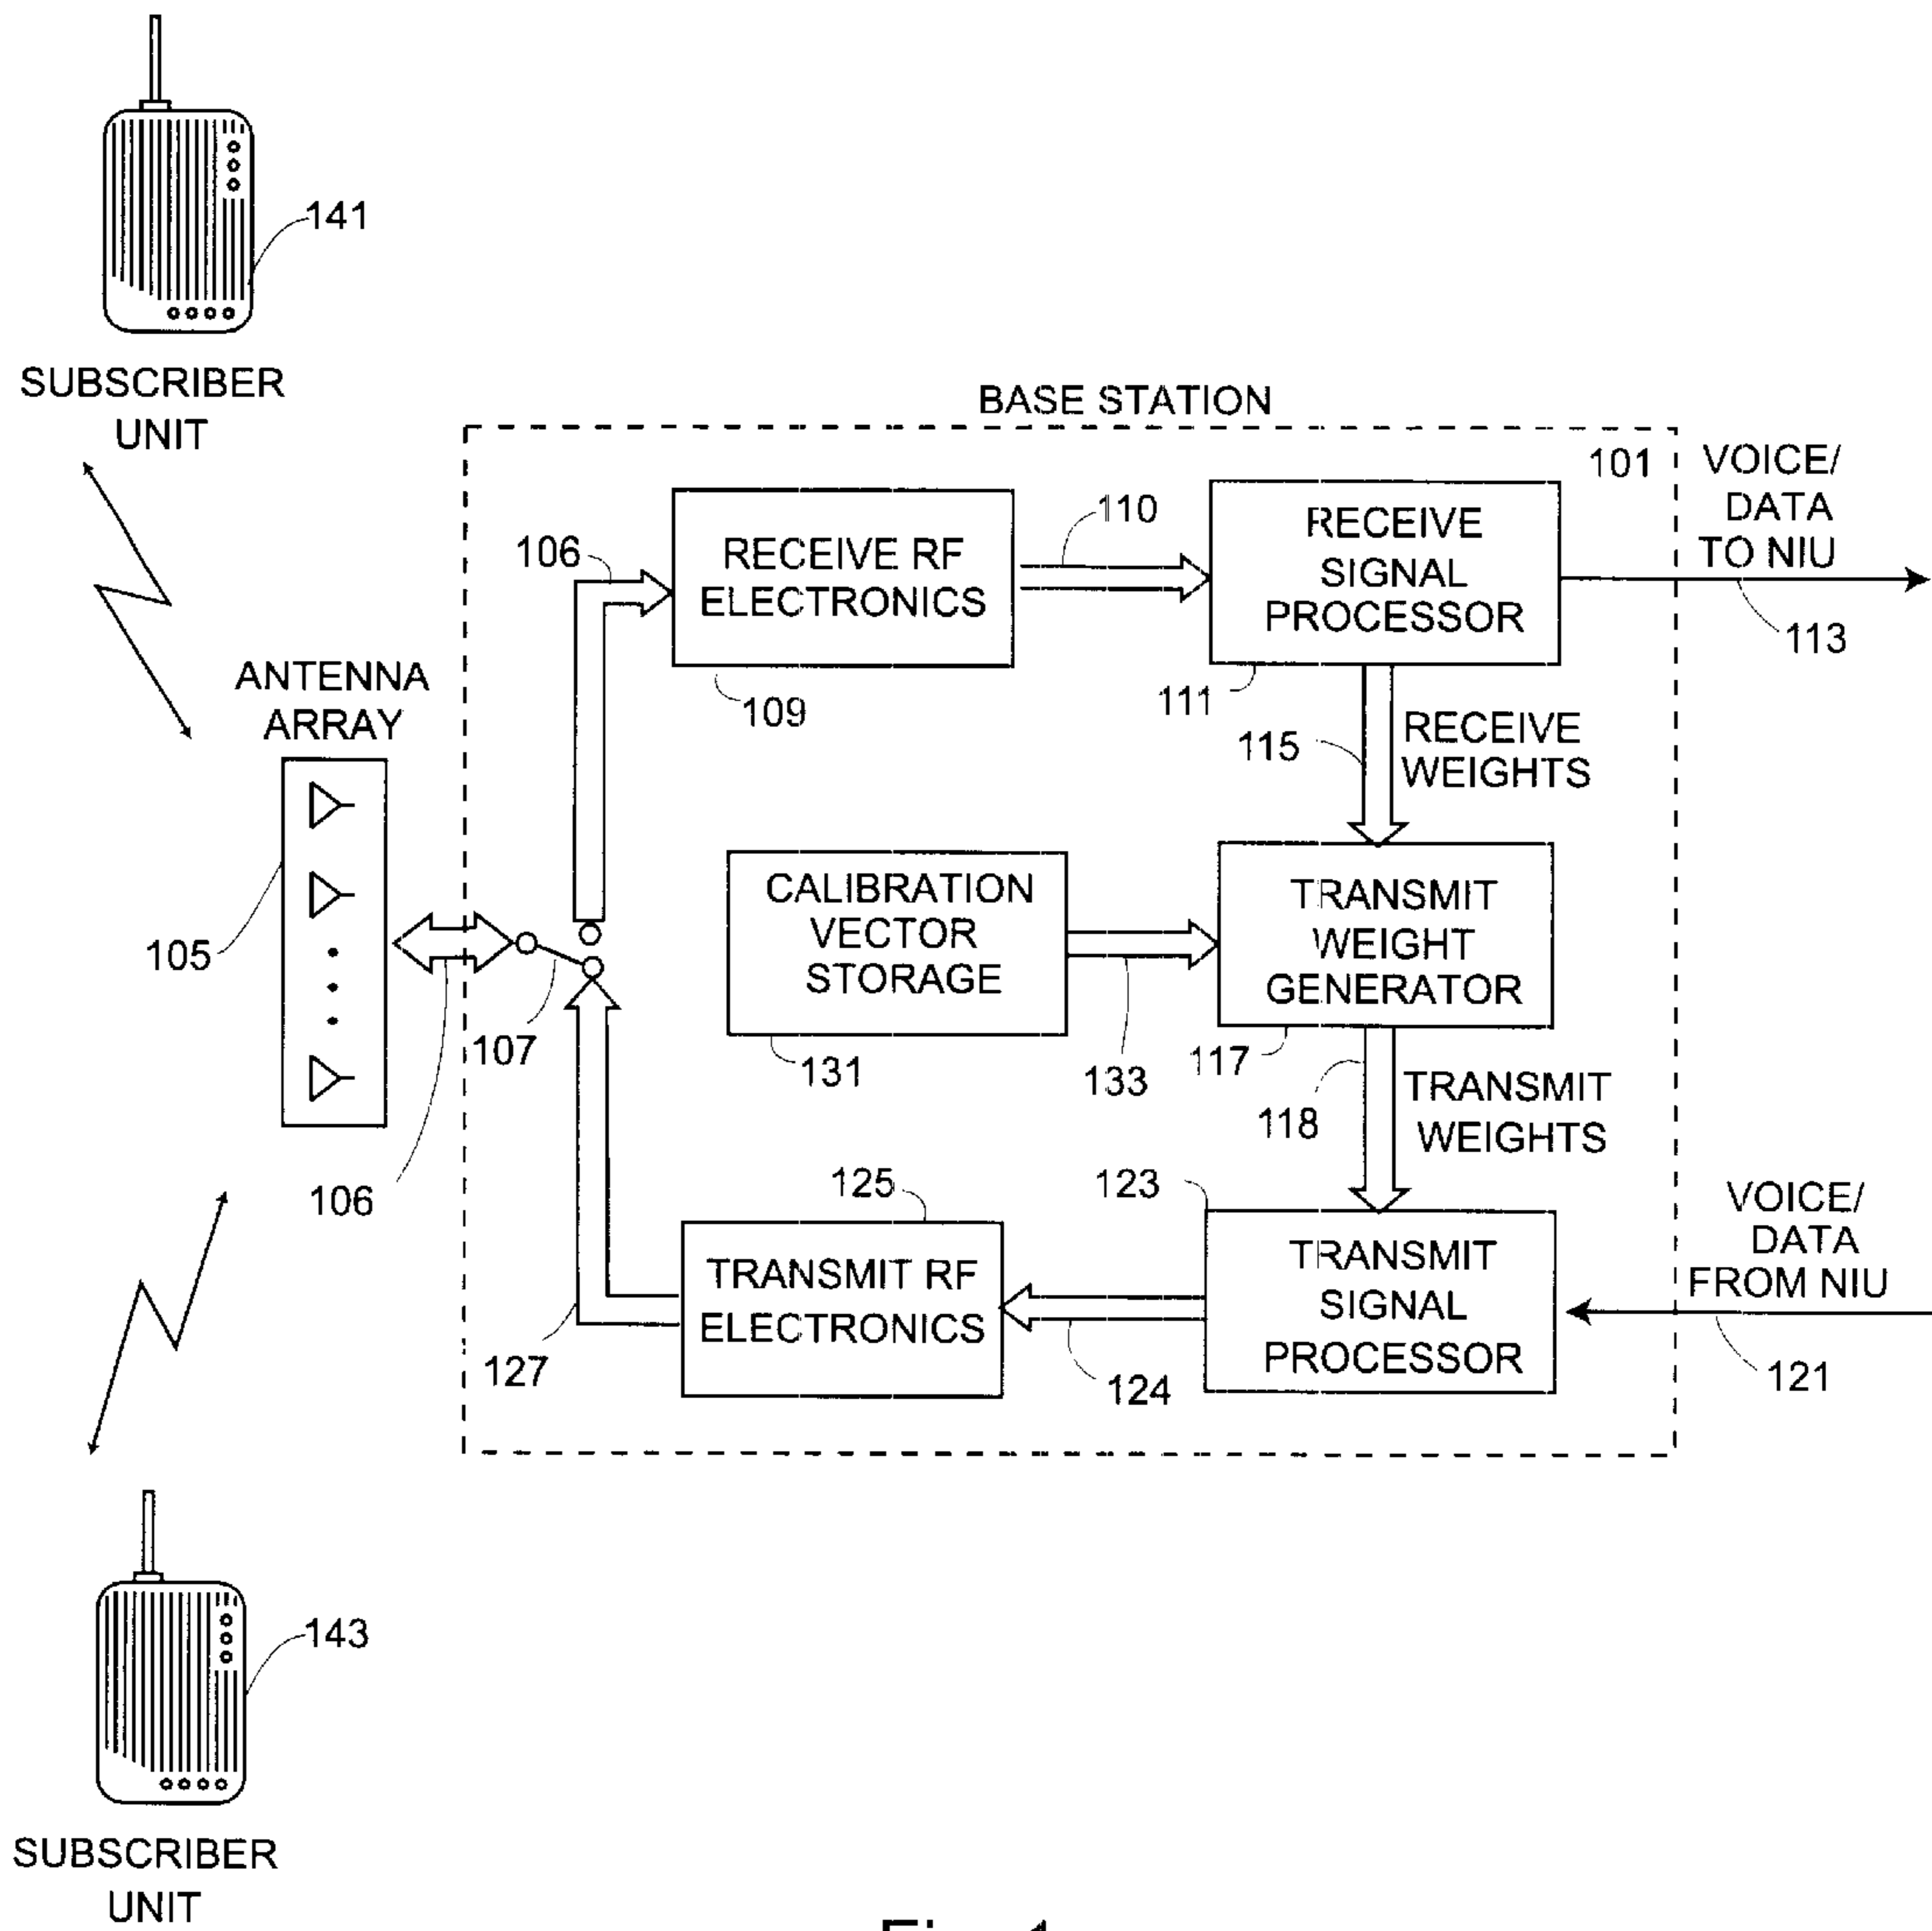 141
SUBSCRIBER
UNIT
BASE STATION
101
VOICE/
DATA
TO NIU
113
106
RECEIVE RF
ELECTRONICS
109
110
RECEIVE
SIGNAL
PROCESSOR
111
115
RECEIVE
WEIGHTS
ANTENNA
ARRAY
105
106
107
CALIBRATION
VECTOR
STORAGE
131
133
TRANSMIT
WEIGHT
GENERATOR
117
118
TRANSMIT
WEIGHTS
125
TRANSMIT RF
ELECTRONICS
127
124
123
TRANSMIT
SIGNAL
PROCESSOR
VOICE/
DATA
FROM NIU
121
143
SUBSCRIBER
UNIT